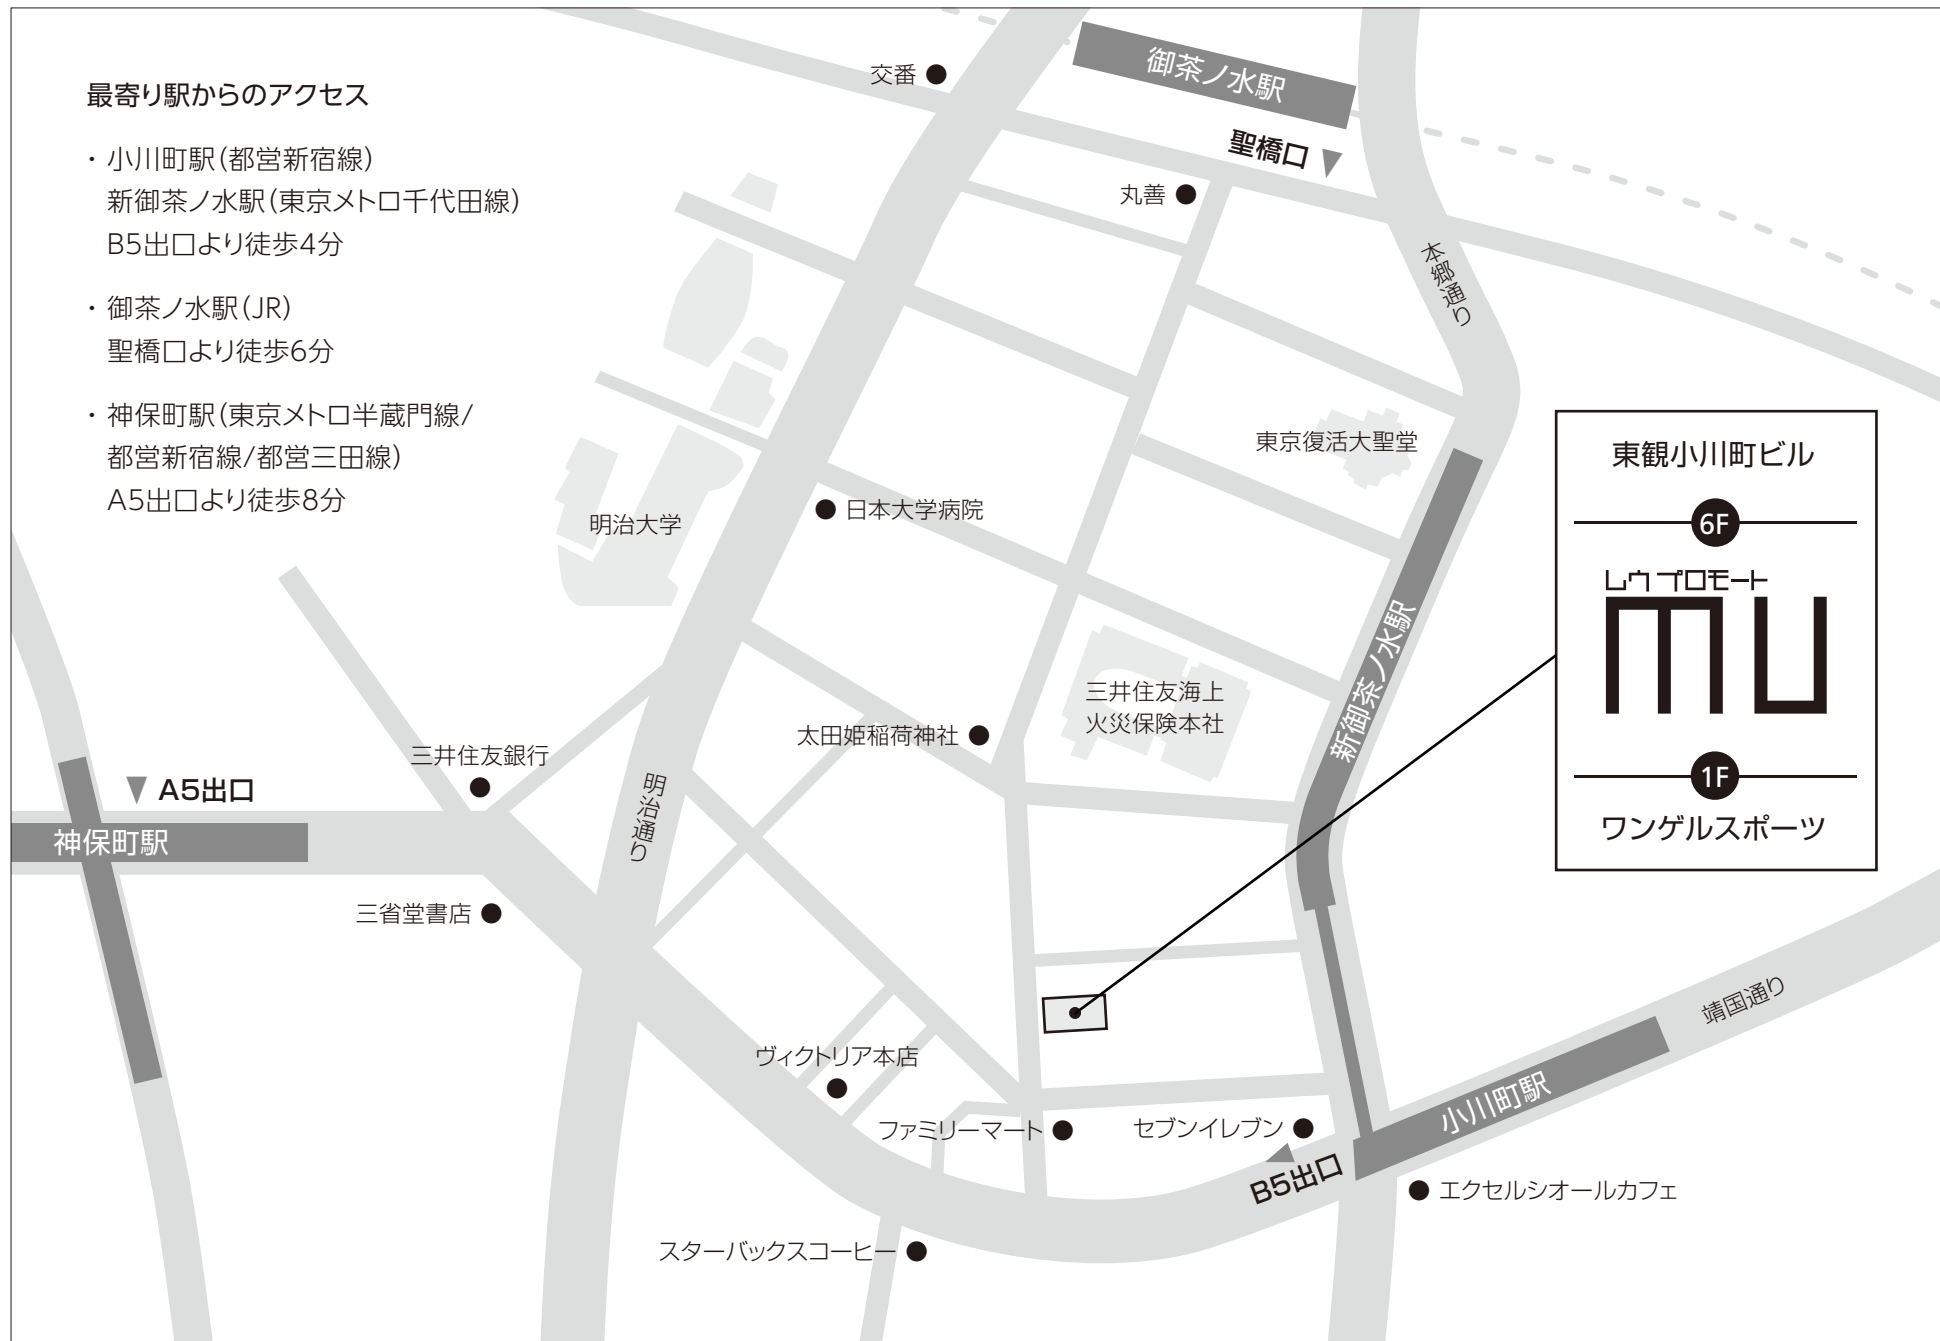 最寄り駅からのアクセス
・小川町駅(都営新宿線)
新御茶ノ水駅(東京メトロ千代田線)
B5出口より徒歩4分
・御茶ノ水駅(JR)
聖橋口より徒歩6分
・神保町駅(東京メトロ半蔵門線/
都営新宿線/都営三田線)
A5出口より徒歩8分
交番
御茶ノ水駅
聖橋口
丸善
本郷通り
東京復活大聖堂
日本大学病院
明治大学
新御茶ノ水駅
三井住友海上
火災保険本社
太田姫稲荷神社
三井住友銀行
A5出口
神保町駅
明治通り
三省堂書店
東観小川町ビル
6F
ムウ プロモート
mu
1F
ワンゲルスポーツ
靖国通り
ヴィクトリア本店
ファミリーマート
セブンイレブン
小川町駅
B5出口
エクセルシオールカフェ
スターバックスコーヒー